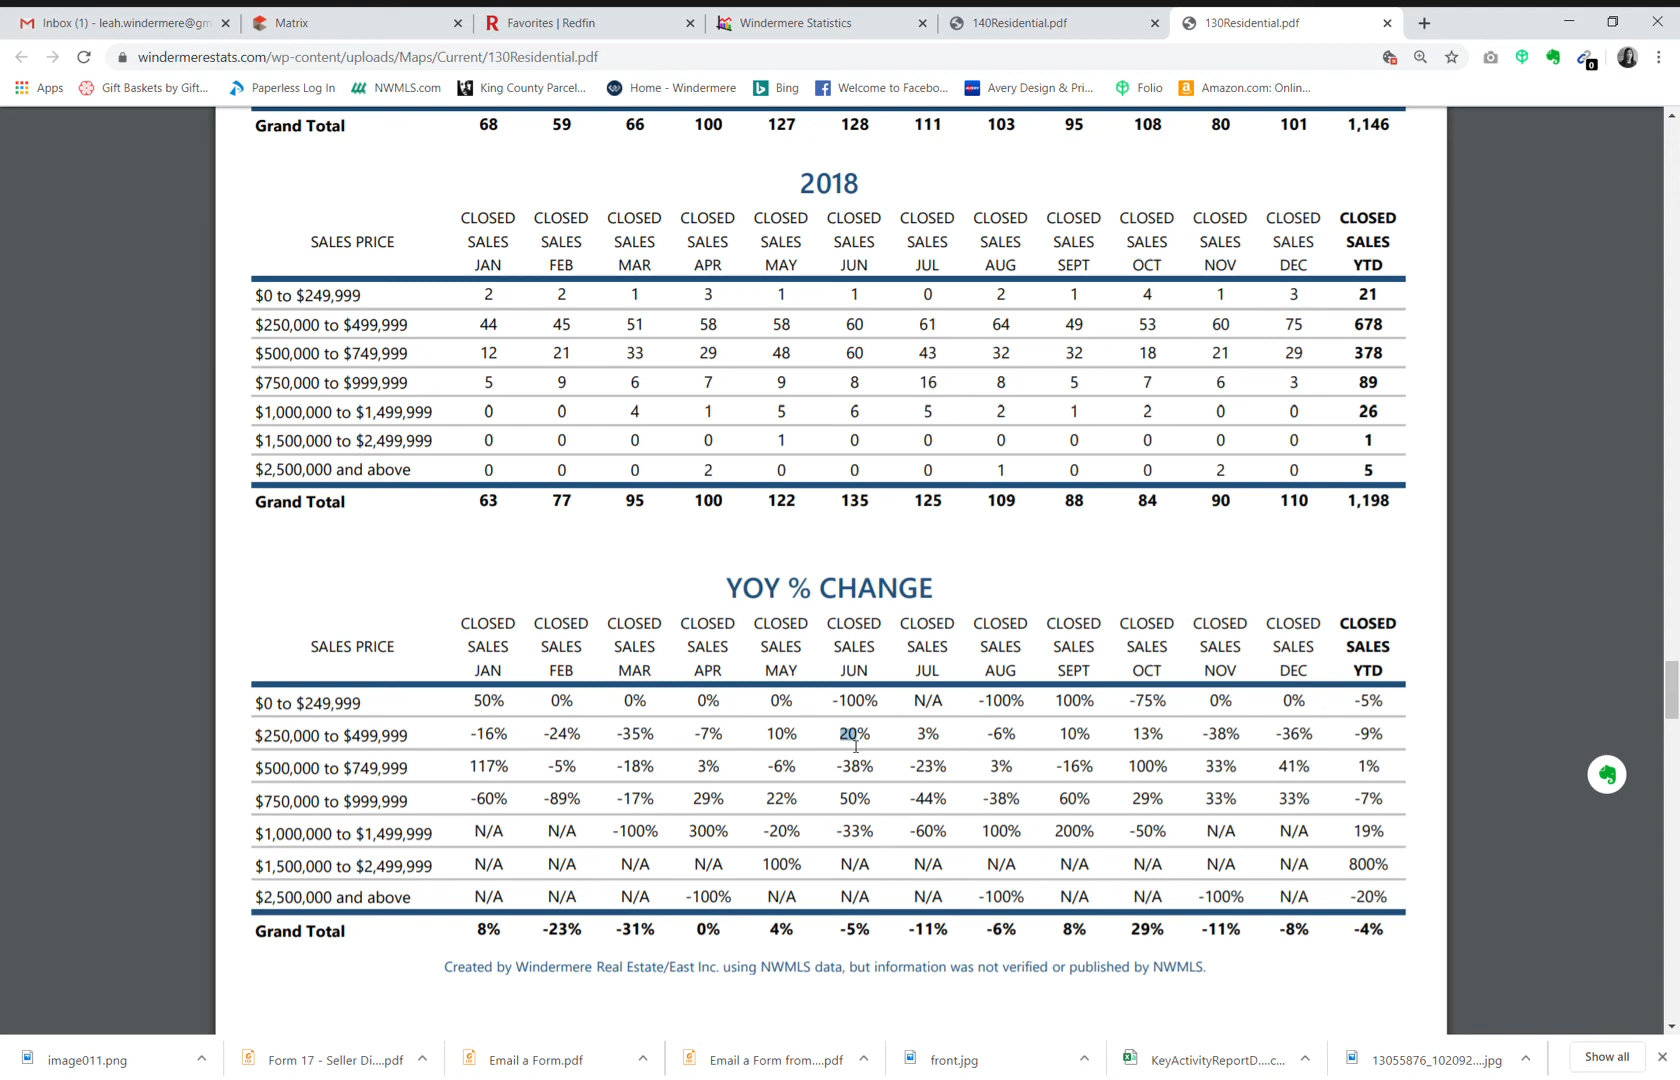 Inbox (1) - leah.windermere@gm
Matrix
Favorites | Redfin
Windermere Statistics
140Residential.pdf
130Residential.pdf
windermerestats.com/wp-content/uploads/Maps/Current/130Residential.pdf
0
Apps
Gift Baskets by Gift...
Paperless Log In
NWMLS.com
King County Parcel...
Home - Windermere
Bing
Welcome to Facebo...
Avery Design & Pri...
Folio
Amazon.com: Onlin...
Grand Total 68 59 66 100 127 128 111 103 95 108 80 101 1,146
2018
CLOSED CLOSED CLOSED CLOSED CLOSED CLOSED CLOSED CLOSED CLOSED CLOSED CLOSED CLOSED CLOSED
SALES PRICE SALES SALES SALES SALES SALES SALES SALES SALES SALES SALES SALES SALES SALES
JAN FEB MAR APR MAY JUN JUL AUG SEPT OCT NOV DEC YTD
$0 to $249,999 2 2 1 3 1 1 0 2 1 4 1 3 21
$250,000 to $499,999 44 45 51 58 58 60 61 64 49 53 60 75 678
$500,000 to $749,999 12 21 33 29 48 60 43 32 32 18 21 29 378
$750,000 to $999,999 5 9 6 7 9 8 16 8 5 7 6 3 89
$1,000,000 to $1,499,999 0 0 4 1 5 6 5 2 1 2 0 0 26
$1,500,000 to $2,499,999 0 0 0 0 1 0 0 0 0 0 0 0 1
$2,500,000 and above 0 0 0 2 0 0 0 1 0 0 2 0 5
Grand Total 63 77 95 100 122 135 125 109 88 84 90 110 1,198
YOY % CHANGE
CLOSED CLOSED CLOSED CLOSED CLOSED CLOSED CLOSED CLOSED CLOSED CLOSED CLOSED CLOSED CLOSED
SALES PRICE SALES SALES SALES SALES SALES SALES SALES SALES SALES SALES SALES SALES SALES
JAN FEB MAR APR MAY JUN JUL AUG SEPT OCT NOV DEC YTD
$0 to $249,999 50% 0% 0% 0% 0% -100% N/A -100% 100% -75% 0% 0% -5%
$250,000 to $499,999 -16% -24% -35% -7% 10% 20% 3% -6% 10% 13% -38% -36% -9%
$500,000 to $749,999 117% -5% -18% 3% -6% -38% -23% 3% -16% 100% 33% 41% 1%
$750,000 to $999,999 -60% -89% -17% 29% 22% 50% -44% -38% 60% 29% 33% 33% -7%
$1,000,000 to $1,499,999 N/A N/A -100% 300% -20% -33% -60% 100% 200% -50% N/A N/A 19%
$1,500,000 to $2,499,999 N/A N/A N/A N/A 100% N/A N/A N/A N/A N/A N/A N/A 800%
$2,500,000 and above N/A N/A N/A -100% N/A N/A N/A -100% N/A N/A -100% N/A -20%
Grand Total 8% -23% -31% 0% 4% -5% -11% -6% 8% 29% -11% -8% -4%
Created by Windermere Real Estate/East Inc. using NWMLS data, but information was not verified or published by NWMLS.
image011.png
Form 17 - Seller Di....pdf
Email a Form.pdf
Email a Form from....pdf
front.jpg
KeyActivityReportD....c...
13055876_102092....jpg
Show all